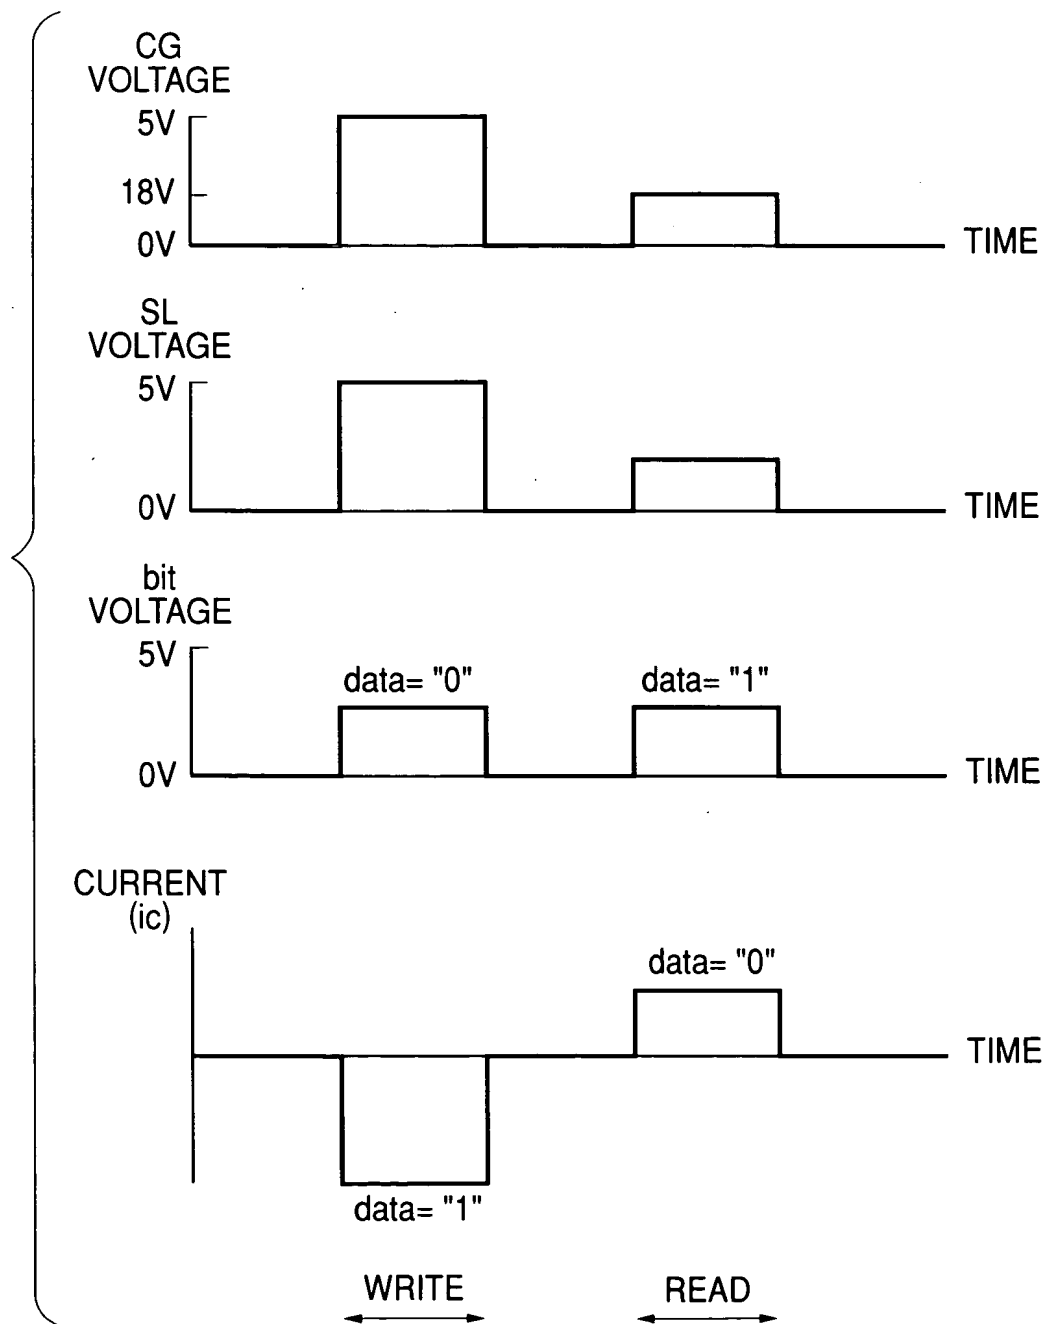 CG
VOLTAGE
5V
18V
0V
TIME
SL
VOLTAGE
5V
0V
TIME
bit
VOLTAGE
5V
data= "0"
data= "1"
0V
TIME
CURRENT
(ic)
data= "0"
TIME
data= "1"
WRITE
READ